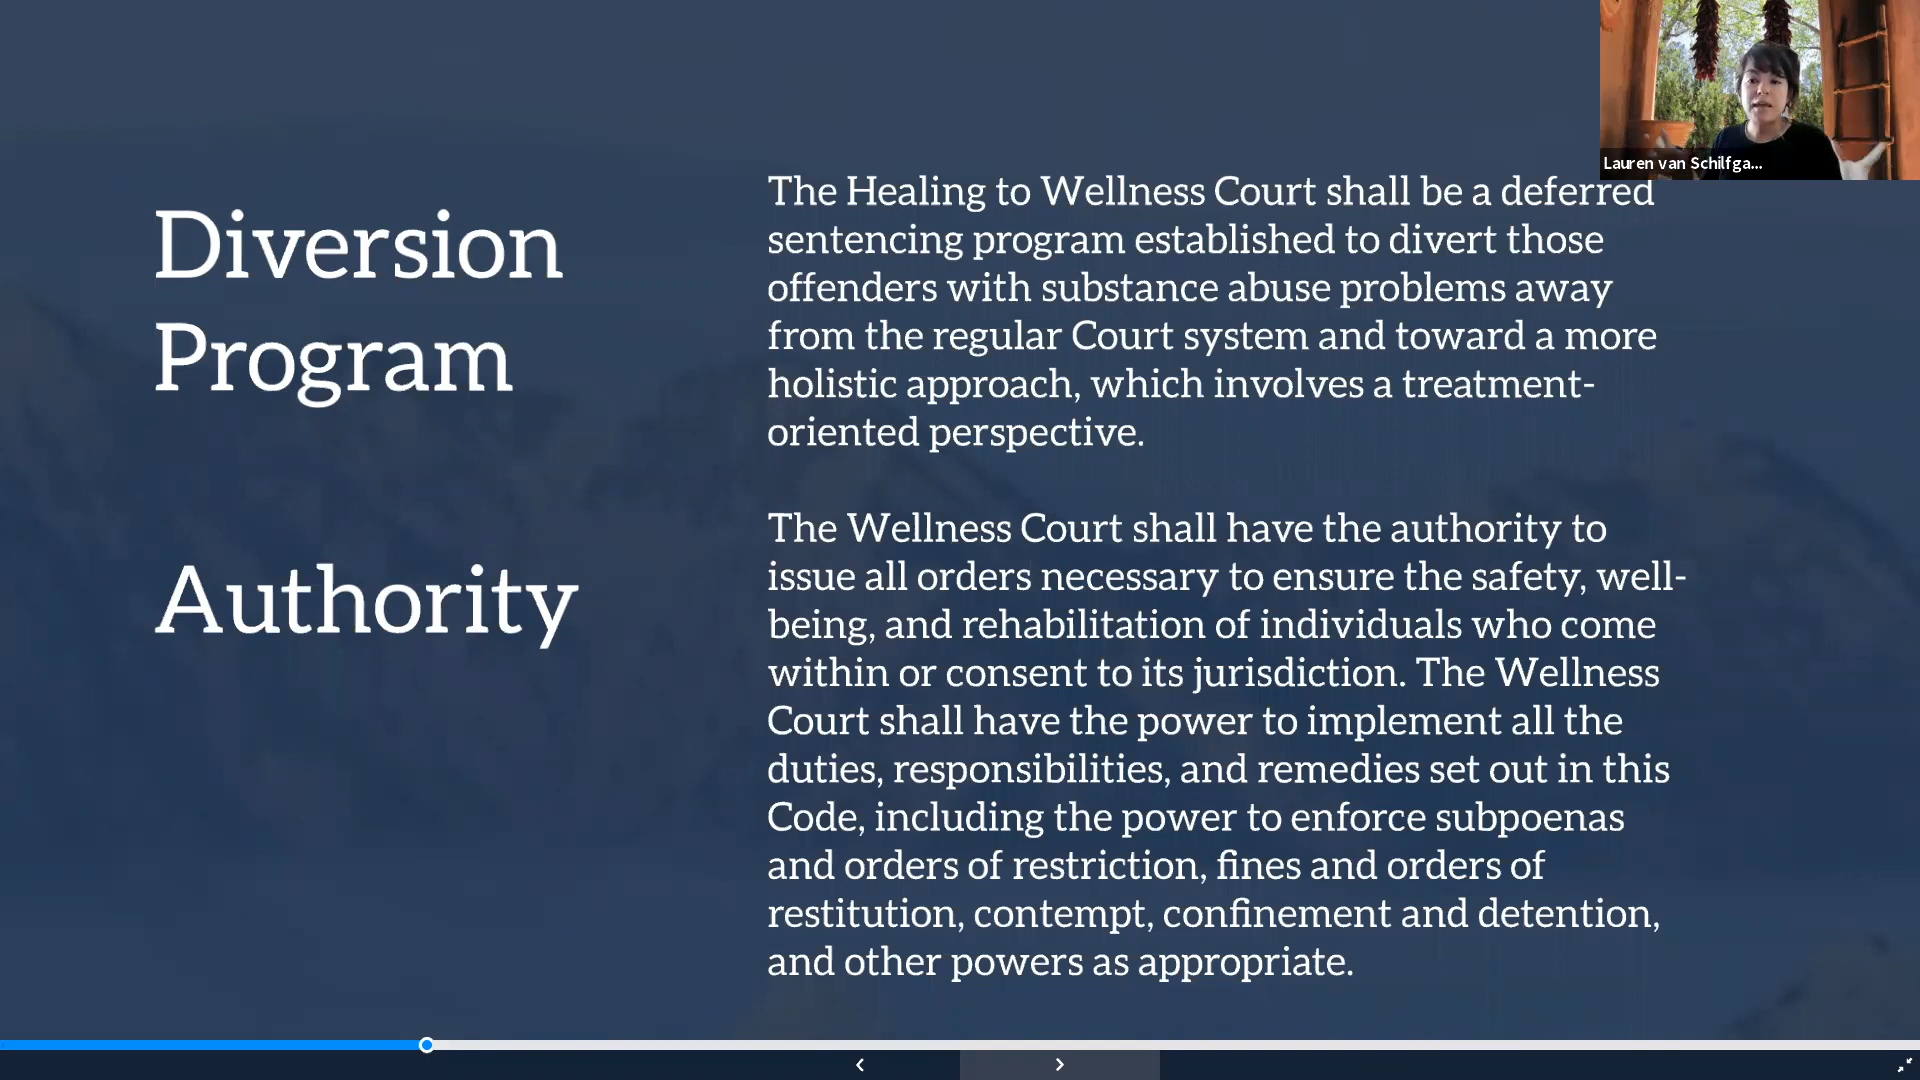 Lauren van Schilfga...
Diversion
Program
The Healing to Wellness Court shall be a deferred
sentencing program established to divert those
offenders with substance abuse problems away
from the regular Court system and toward a more
holistic approach, which involves a treatment-
oriented perspective.
Authority
The Wellness Court shall have the authority to
issue all orders necessary to ensure the safety, well-
being, and rehabilitation of individuals who come
within or consent to its jurisdiction. The Wellness
Court shall have the power to implement all the
duties, responsibilities, and remedies set out in this
Code, including the power to enforce subpoenas
and orders of restriction, fines and orders of
restitution, contempt, confinement and detention,
and other powers as appropriate.